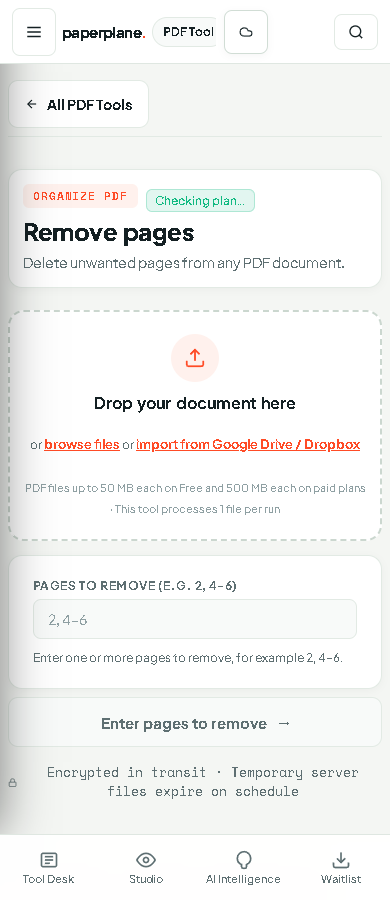 paperplane.
PDF Tool
All PDF Tools
ORGANIZE PDF
Checking plan...
Remove pages
Delete unwanted pages from any PDF document.
Drop your document here
or browse files or import from Google Drive / Dropbox
PDF files up to 50 MB each on Free and 500 MB each on paid plans
· This tool processes 1 file per run
PAGES TO REMOVE (E.G. 2, 4-6)
2, 4-6
Enter one or more pages to remove, for example 2, 4-6.
Enter pages to remove →
Encrypted in transit · Temporary server
files expire on schedule
Tool Desk
Studio
AI Intelligence
Waitlist